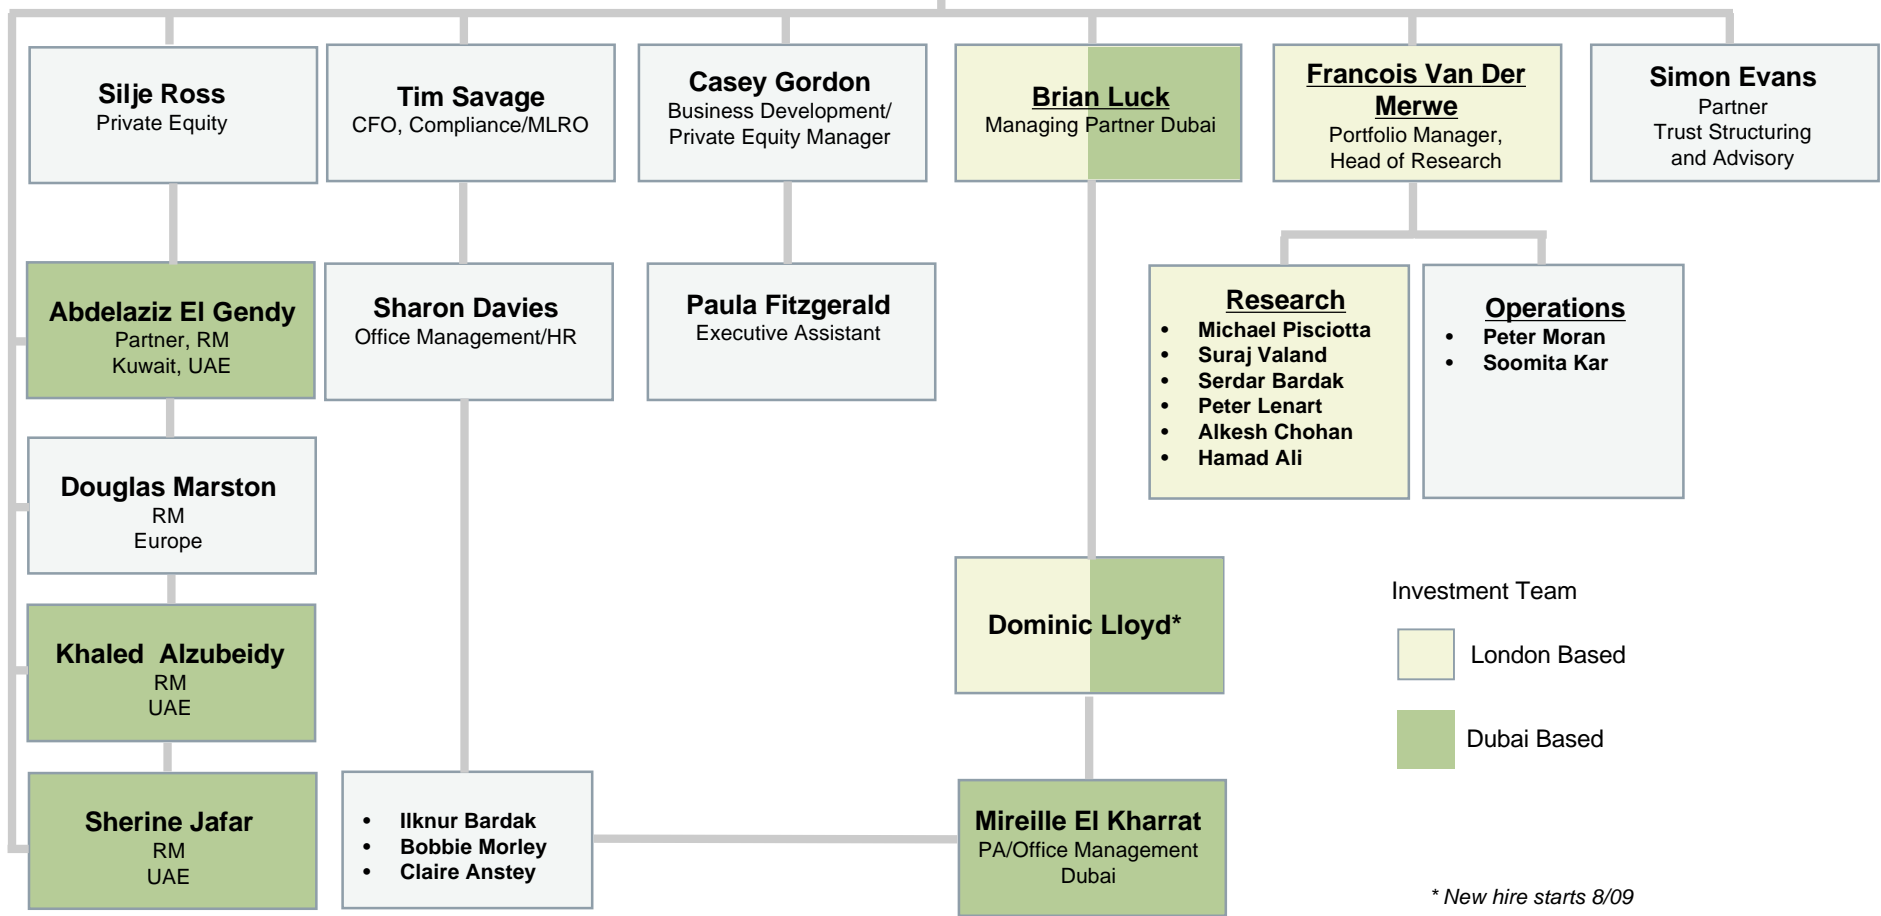 Silje Ross
Private Equity
Tim Savage
CFO, Compliance/MLRO
Casey Gordon
Business Development/
Private Equity Manager
Brian Luck
Managing Partner Dubai
Francois Van Der
Merwe
Portfolio Manager,
Head of Research
Simon Evans
Partner
Trust Structuring
and Advisory
Abdelaziz El Gendy
Partner, RM
Kuwait, UAE
Sharon Davies
Office Management/HR
Paula Fitzgerald
Executive Assistant
Research
• Michael Pisciotta
• Suraj Valand
• Serdar Bardak
• Peter Lenart
• Alkesh Chohan
• Hamad Ali
Operations
• Peter Moran
• Soomita Kar
Douglas Marston
RM
Europe
Dominic Lloyd*
Khaled Alzubeidy
RM
UAE
Investment Team
London Based
Dubai Based
Sherine Jafar
RM
UAE
• Ilknur Bardak
• Bobbie Morley
• Claire Anstey
Mireille El Kharrat
PA/Office Management
Dubai
* New hire starts 8/09